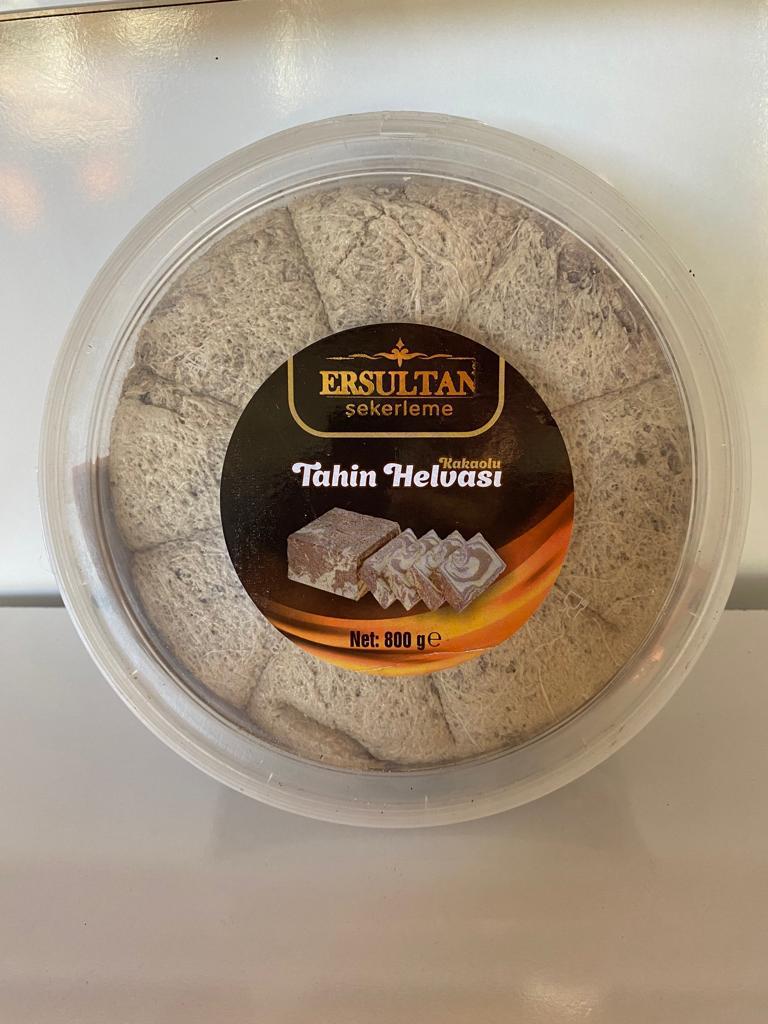 ERSULTAN
şekerleme
Kakaolu
Tahin Helvası
Net: 800 g ℮